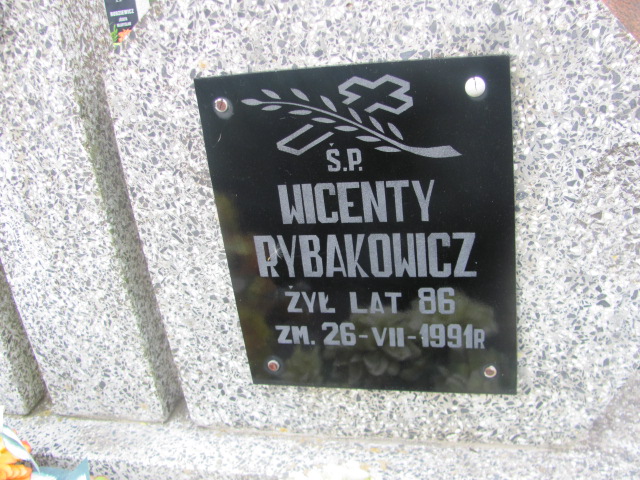 Ś.P.
WICENTY
RYBAKOWICZ
ŻYŁ LAT 86
ZM. 26-VII-1991R